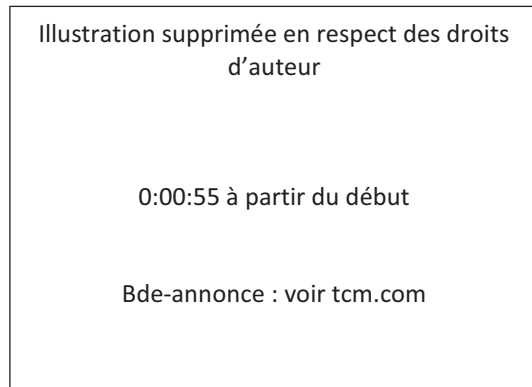 Illustration supprimée en respect des droits
d’auteur
0:00:55 à partir du début
Bde-annonce : voir tcm.com